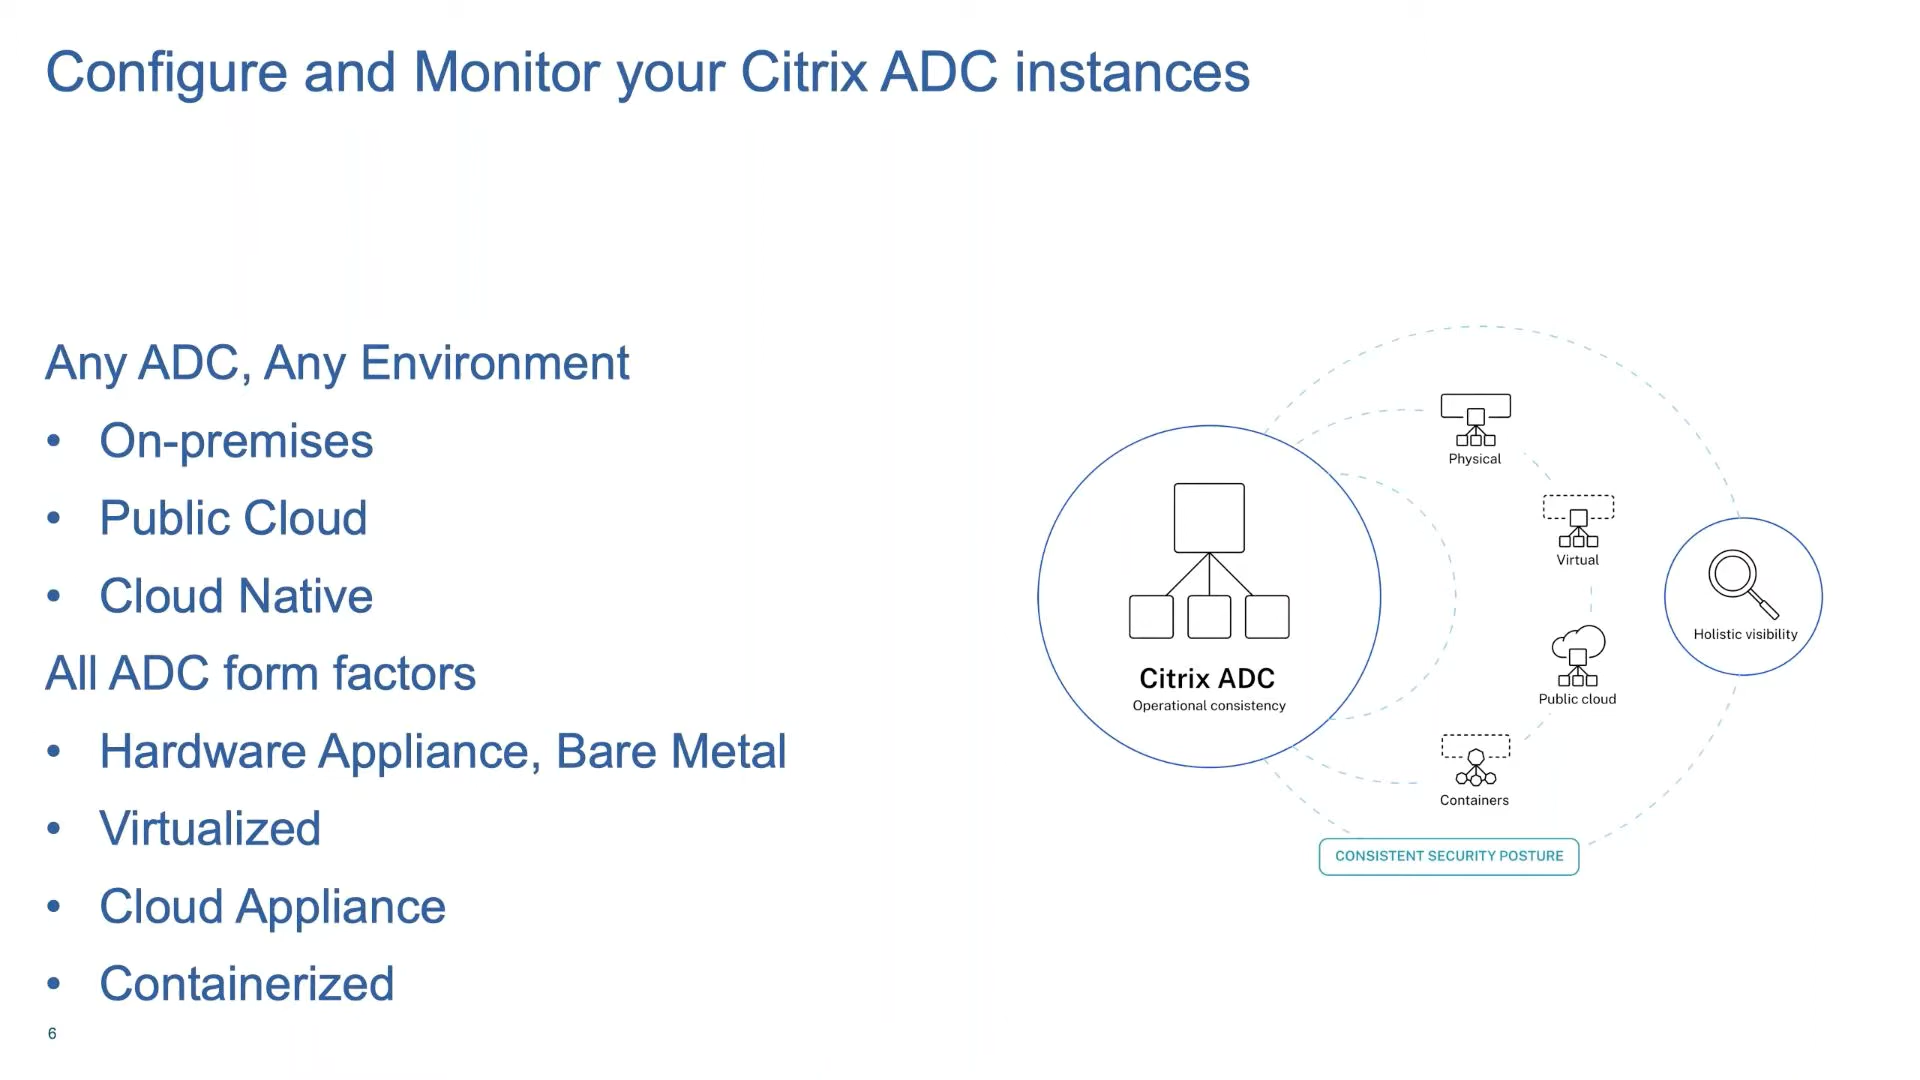 Configure and Monitor your Citrix ADC instances
Any ADC, Any Environment
• On-premises
• Public Cloud
• Cloud Native
All ADC form factors
• Hardware Appliance, Bare Metal
• Virtualized
• Cloud Appliance
• Containerized
6
Citrix ADC
Operational consistency
Physical
Virtual
Public cloud
Containers
Holistic visibility
CONSISTENT SECURITY POSTURE